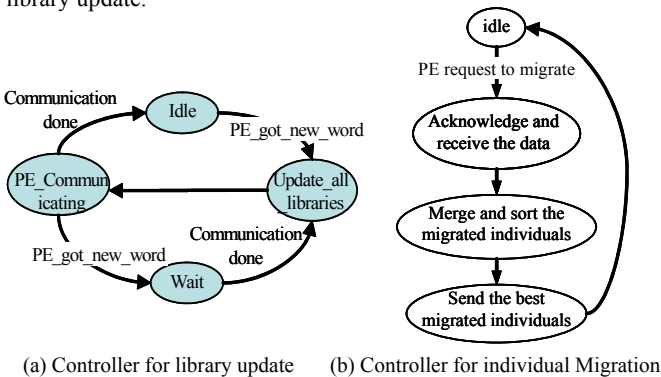 library update.
Communication
done
Idle
PE_got_new_word
PE_Commun
icating
Update_all
_libraries
PE_got_new_word
Communication
done
Wait
(a) Controller for library update
idle
PE request to migrate
Acknowledge and
receive the data
Merge and sort the
migrated individuals
Send the best
migrated individuals
(b) Controller for individual Migration